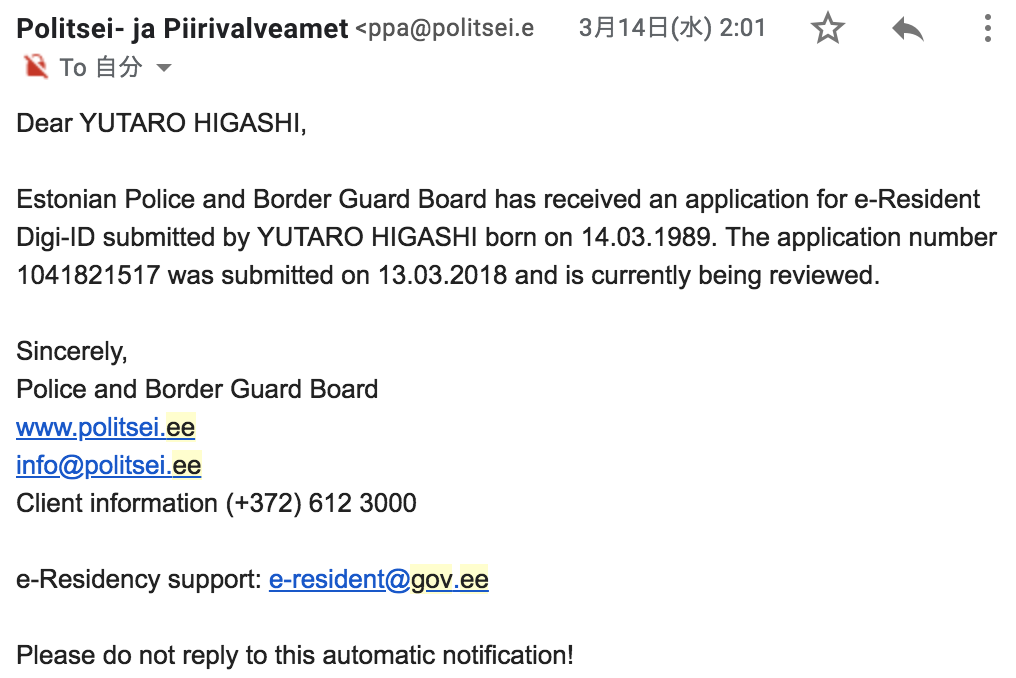 Politsei- ja Piirivalveamet <ppa@politsei.e 3月14日(水) 2:01
To 自分
Dear YUTARO HIGASHI,
Estonian Police and Border Guard Board has received an application for e-Resident
Digi-ID submitted by YUTARO HIGASHI born on 14.03.1989. The application number
1041821517 was submitted on 13.03.2018 and is currently being reviewed.
Sincerely,
Police and Border Guard Board
www.politsei.ee
info@politsei.ee
Client information (+372) 612 3000
e-Residency support: e-resident@gov.ee
Please do not reply to this automatic notification!